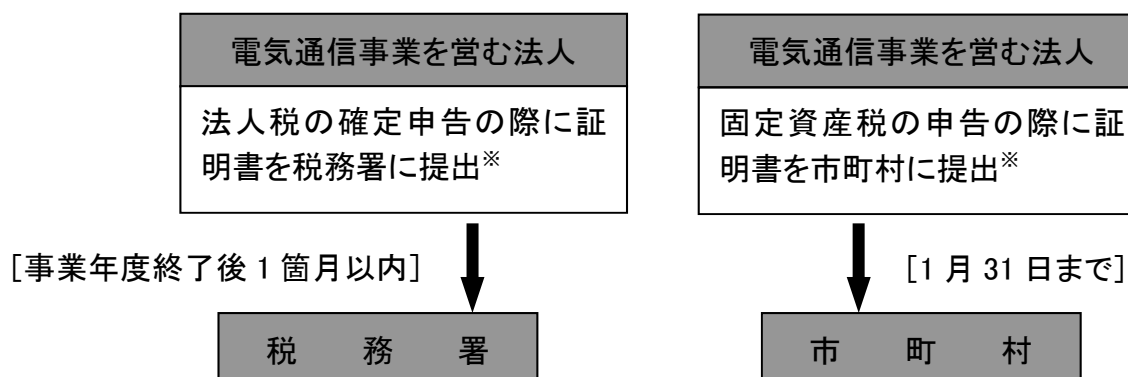 電気通信事業を営む法人
法人税の確定申告の際に証
明書を税務署に提出※
[事業年度終了後 1 箇月以内]
税 務 署
電気通信事業を営む法人
固定資産税の申告の際に証
明書を市町村に提出※
[1 月 31 日まで]
市 町 村